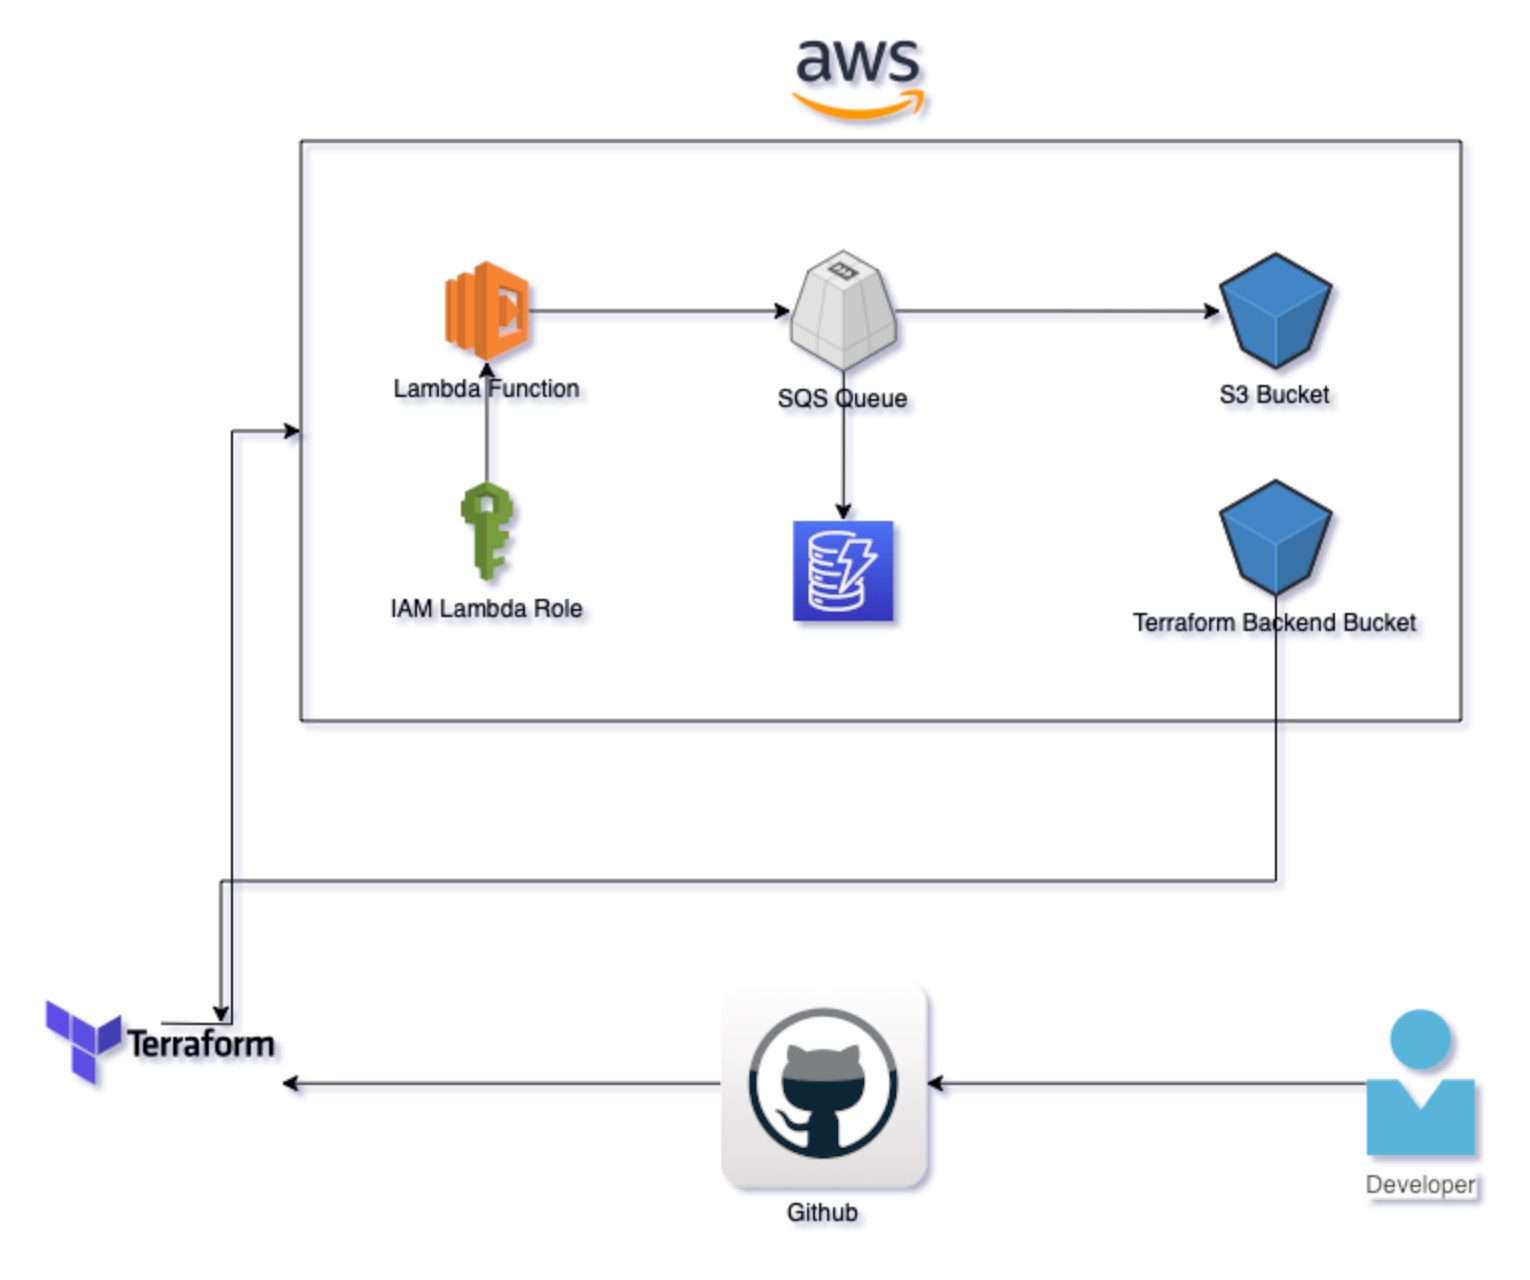 aws
Lambda Function
SQS Queue
S3 Bucket
IAM Lambda Role
Terraform Backend Bucket
Terraform
Github
Developer